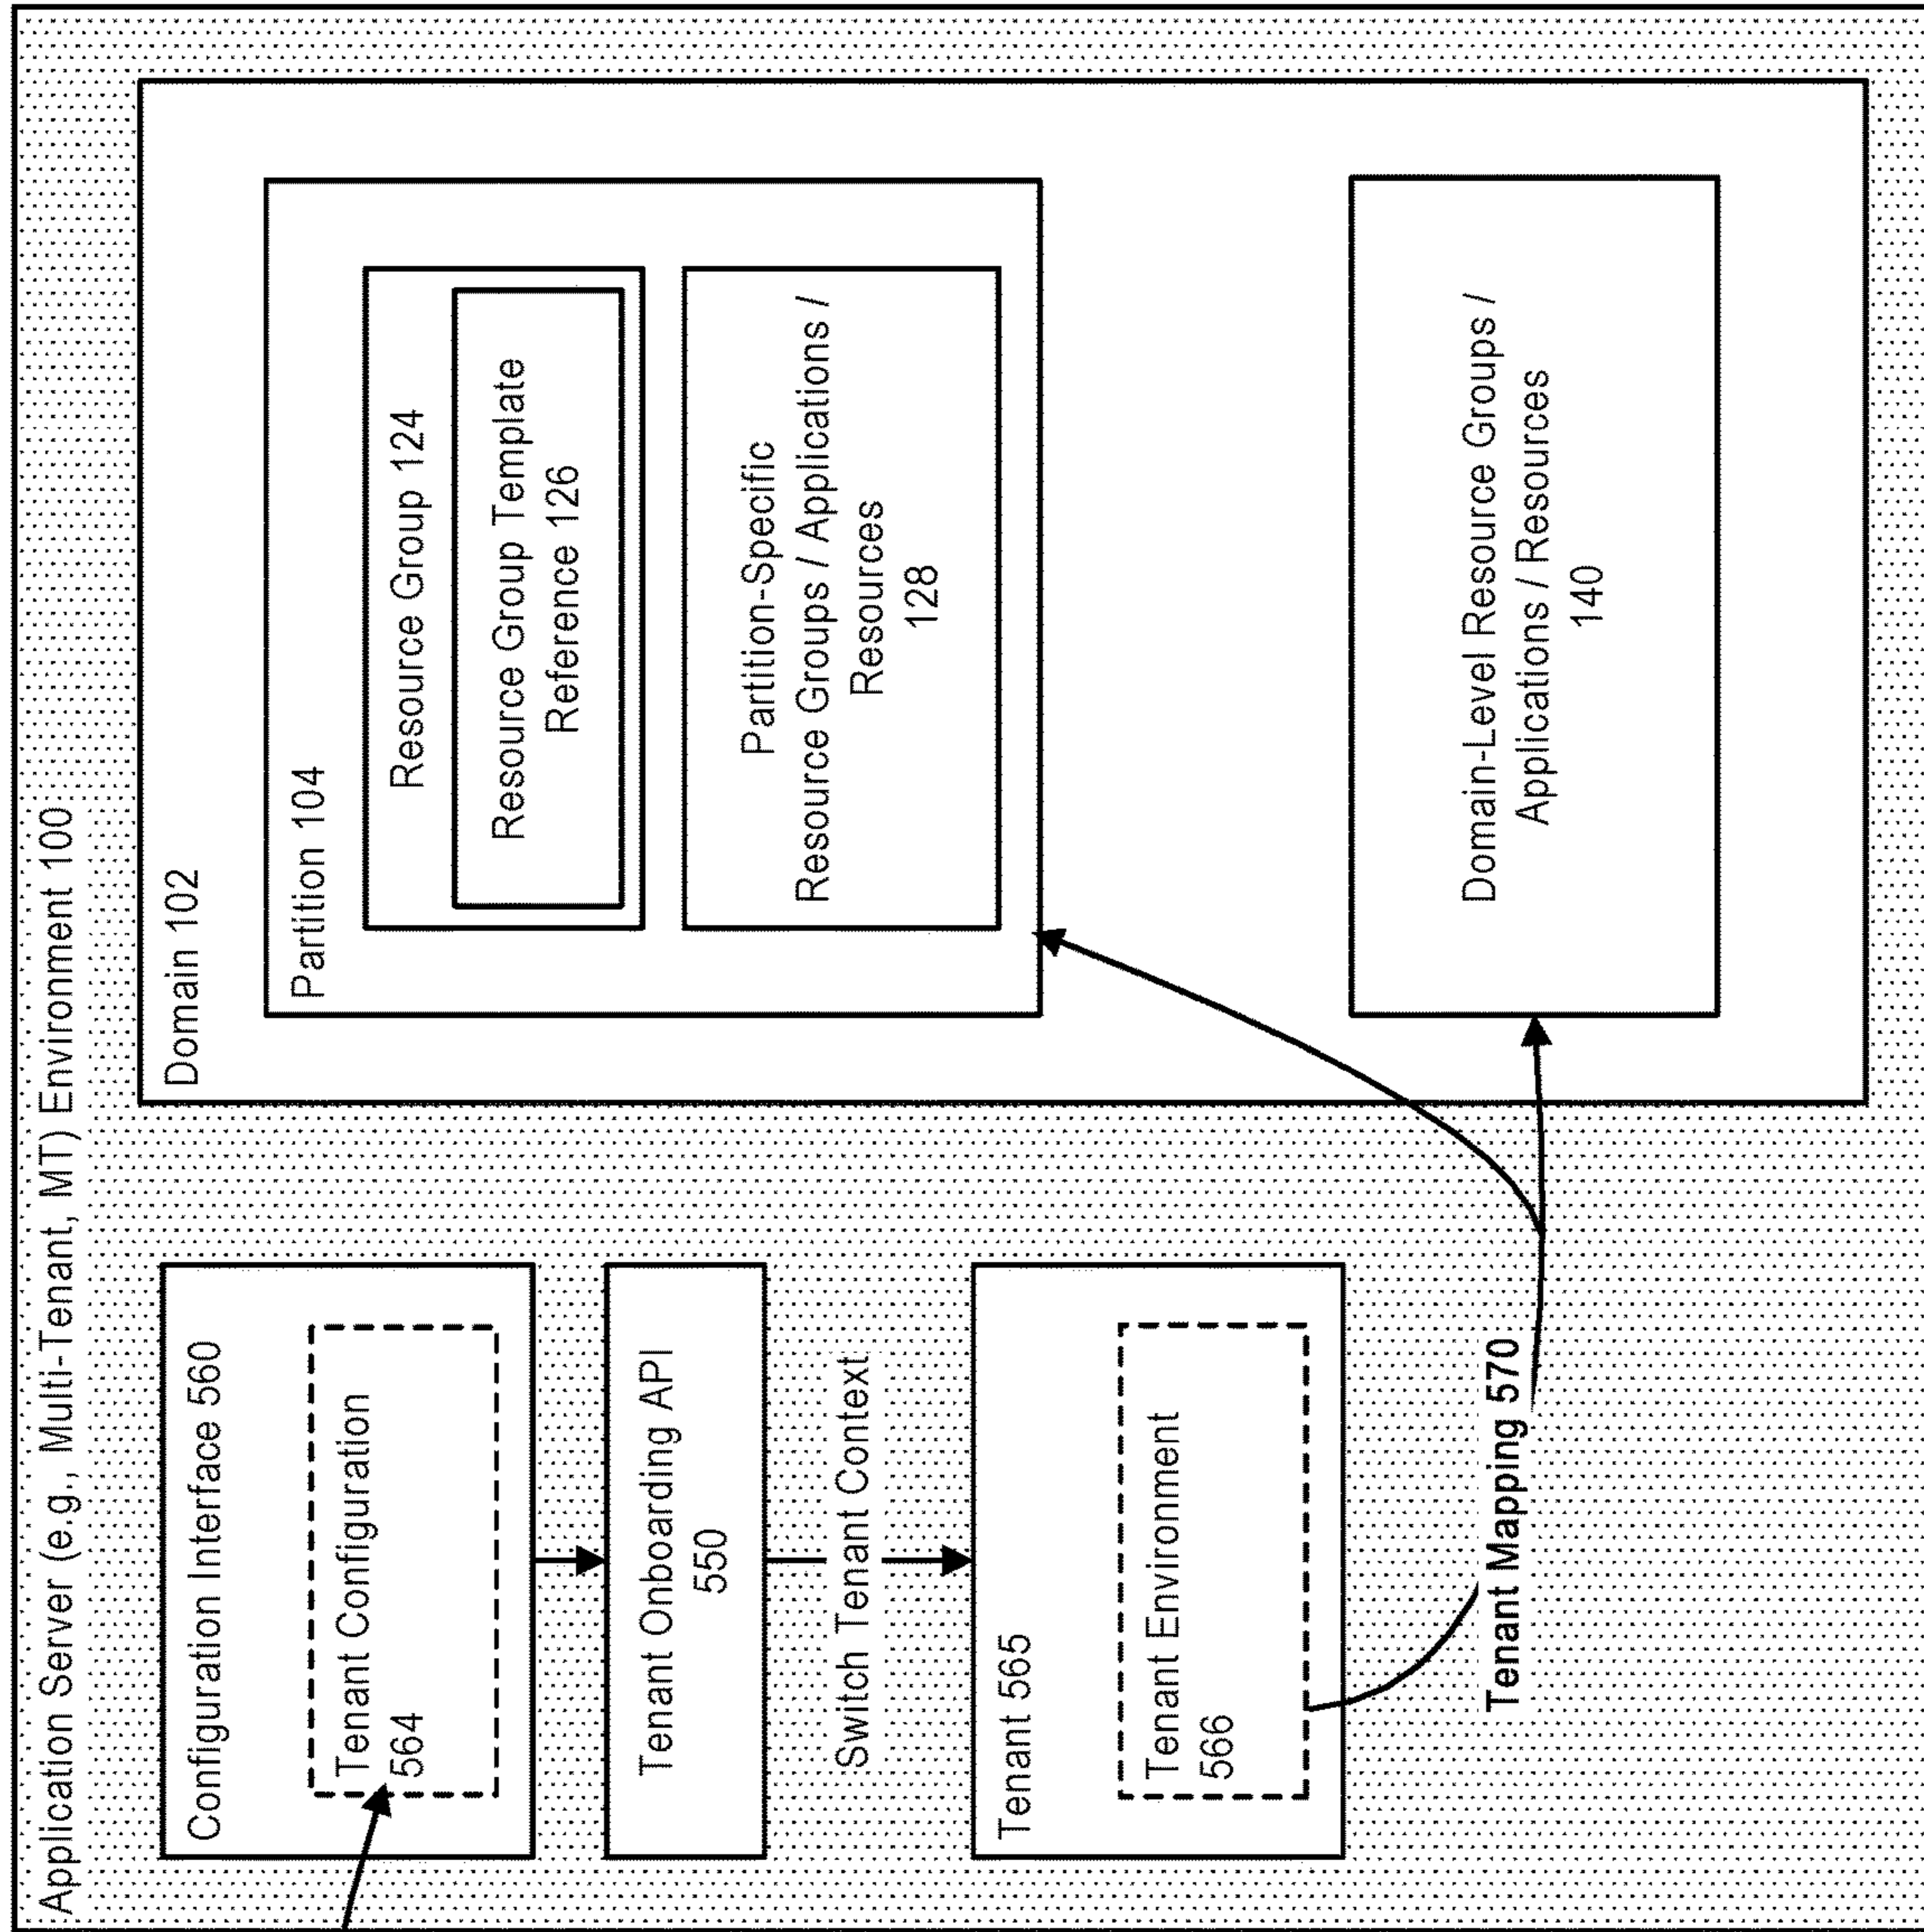 Application Server (e.g., Multi-Tenant, MT) Environment 100
Configuration Interface 560
Tenant Configuration
564
Tenant Onboarding API
550
Switch Tenant Context
Tenant 565
Tenant Environment
566
Tenant Mapping 570
Domain 102
Partition 104
Resource Group 124
Resource Group Template
Reference 126
Partition-Specific
Resource Groups / Applications /
Resources
128
Domain-Level Resource Groups /
Applications / Resources
140